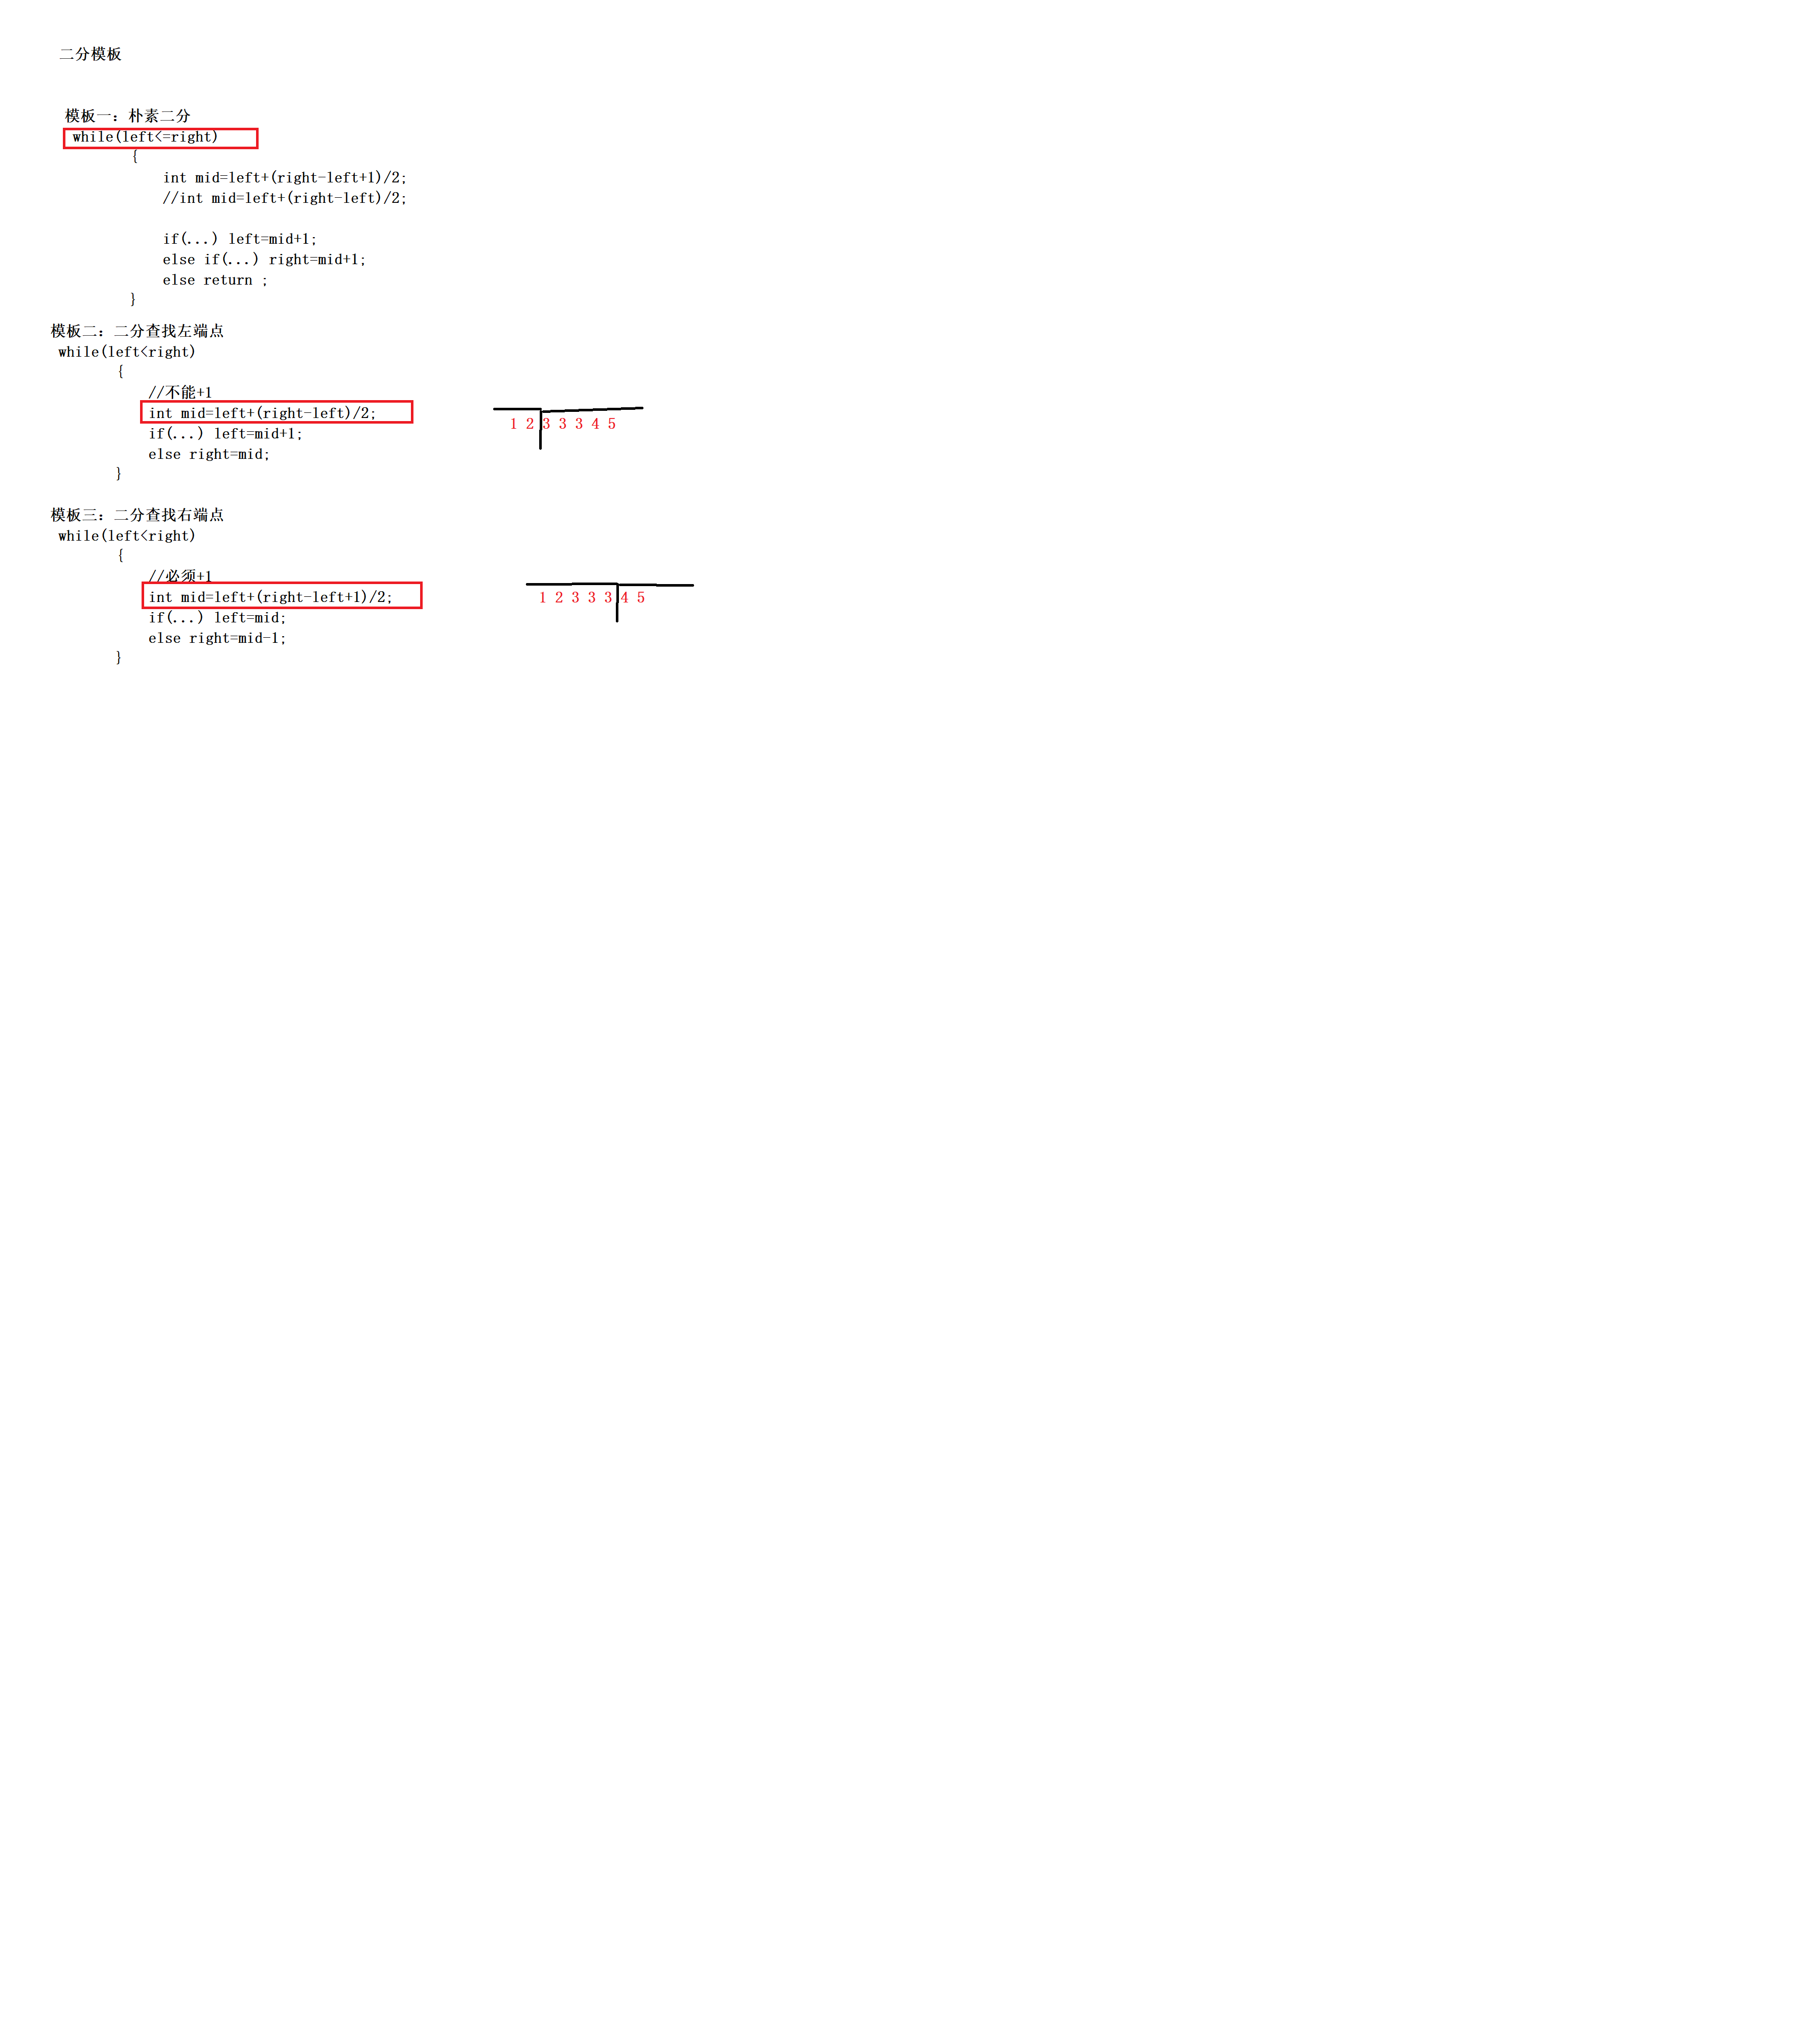 二分模板
模板一：朴素二分
while(left<=right)
{
int mid=left+(right-left+1)/2;
//int mid=left+(right-left)/2;
if(...) left=mid+1;
else if(...) right=mid+1;
else return ;
}
模板二：二分查找左端点
while(left<right)
{
//不能+1
int mid=left+(right-left)/2;
if(...) left=mid+1;
else right=mid;
}
1 2 3 3 3 4 5
模板三：二分查找右端点
while(left<right)
{
//必须+1
int mid=left+(right-left+1)/2;
if(...) left=mid;
else right=mid-1;
}
1 2 3 3 3 4 5